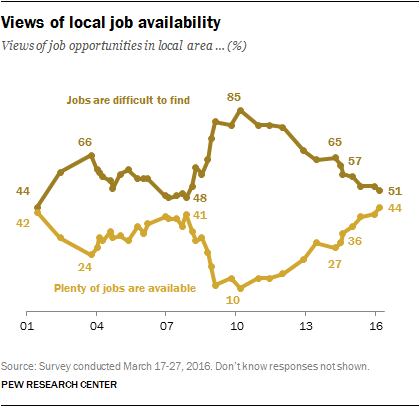 Views of local job availability
Views of job opportunities in local area ... (%)
Jobs are difficult to find
85
66
65
57
44
48
51
42
41
44
36
24
27
Plenty of jobs are available
10
01 04 07 10 13 16
Source: Survey conducted March 17-27, 2016. Don't know responses not shown.
PEW RESEARCH CENTER